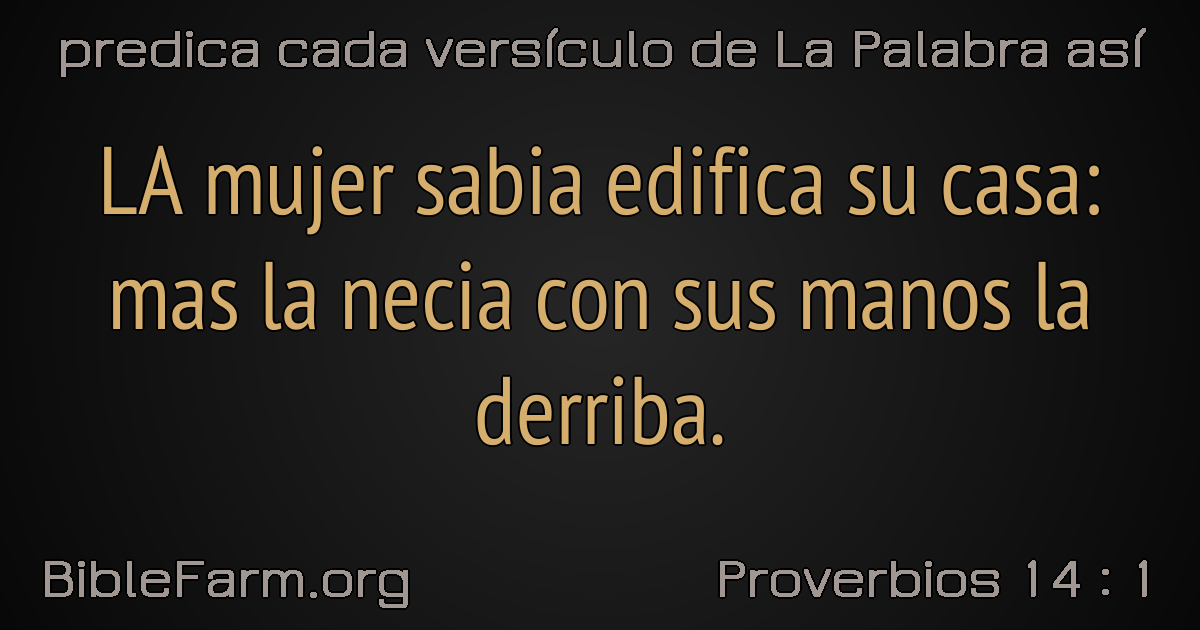 predica cada versículo de La Palabra así
LA mujer sabia edifica su casa:
mas la necia con sus manos la
derriba.
BibleFarm.org
Proverbios 14 : 1